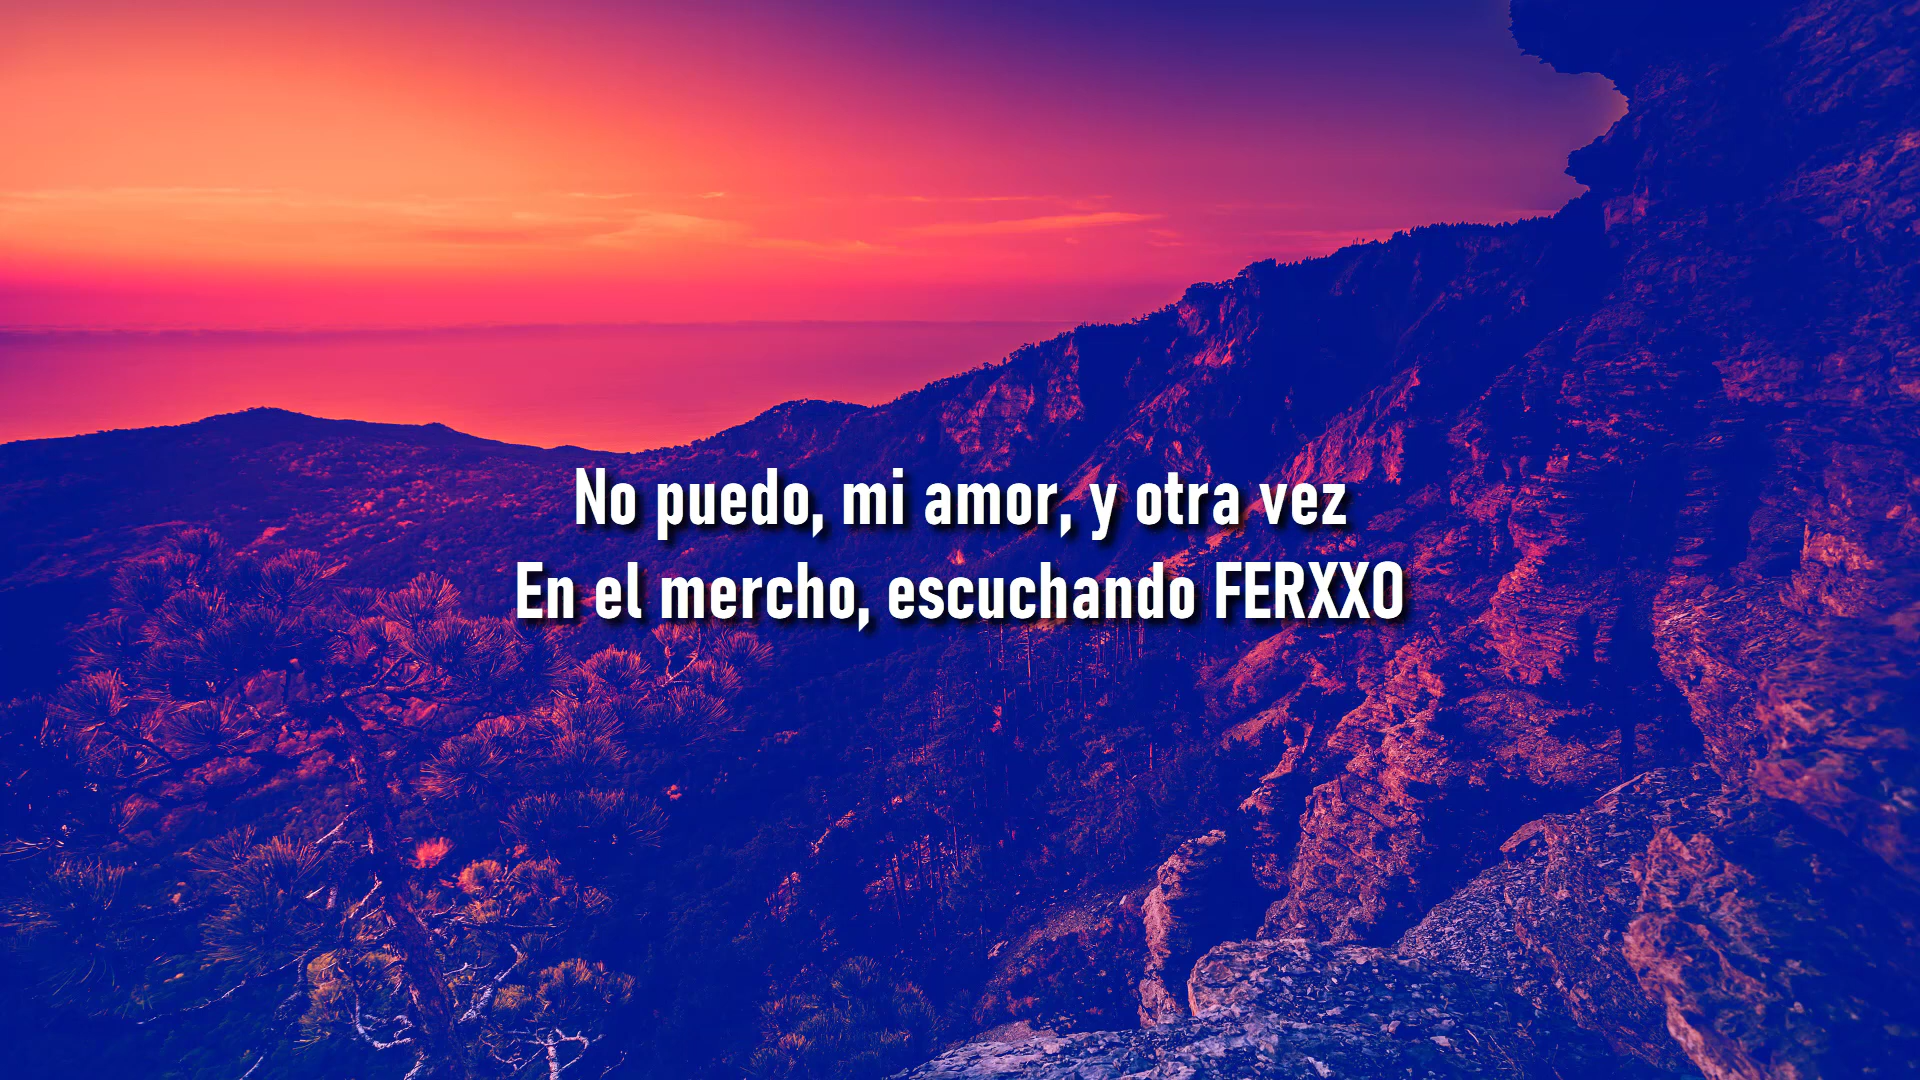 No puedo, mi amor, y otra vez
En el mercho, escuchando FERXXO